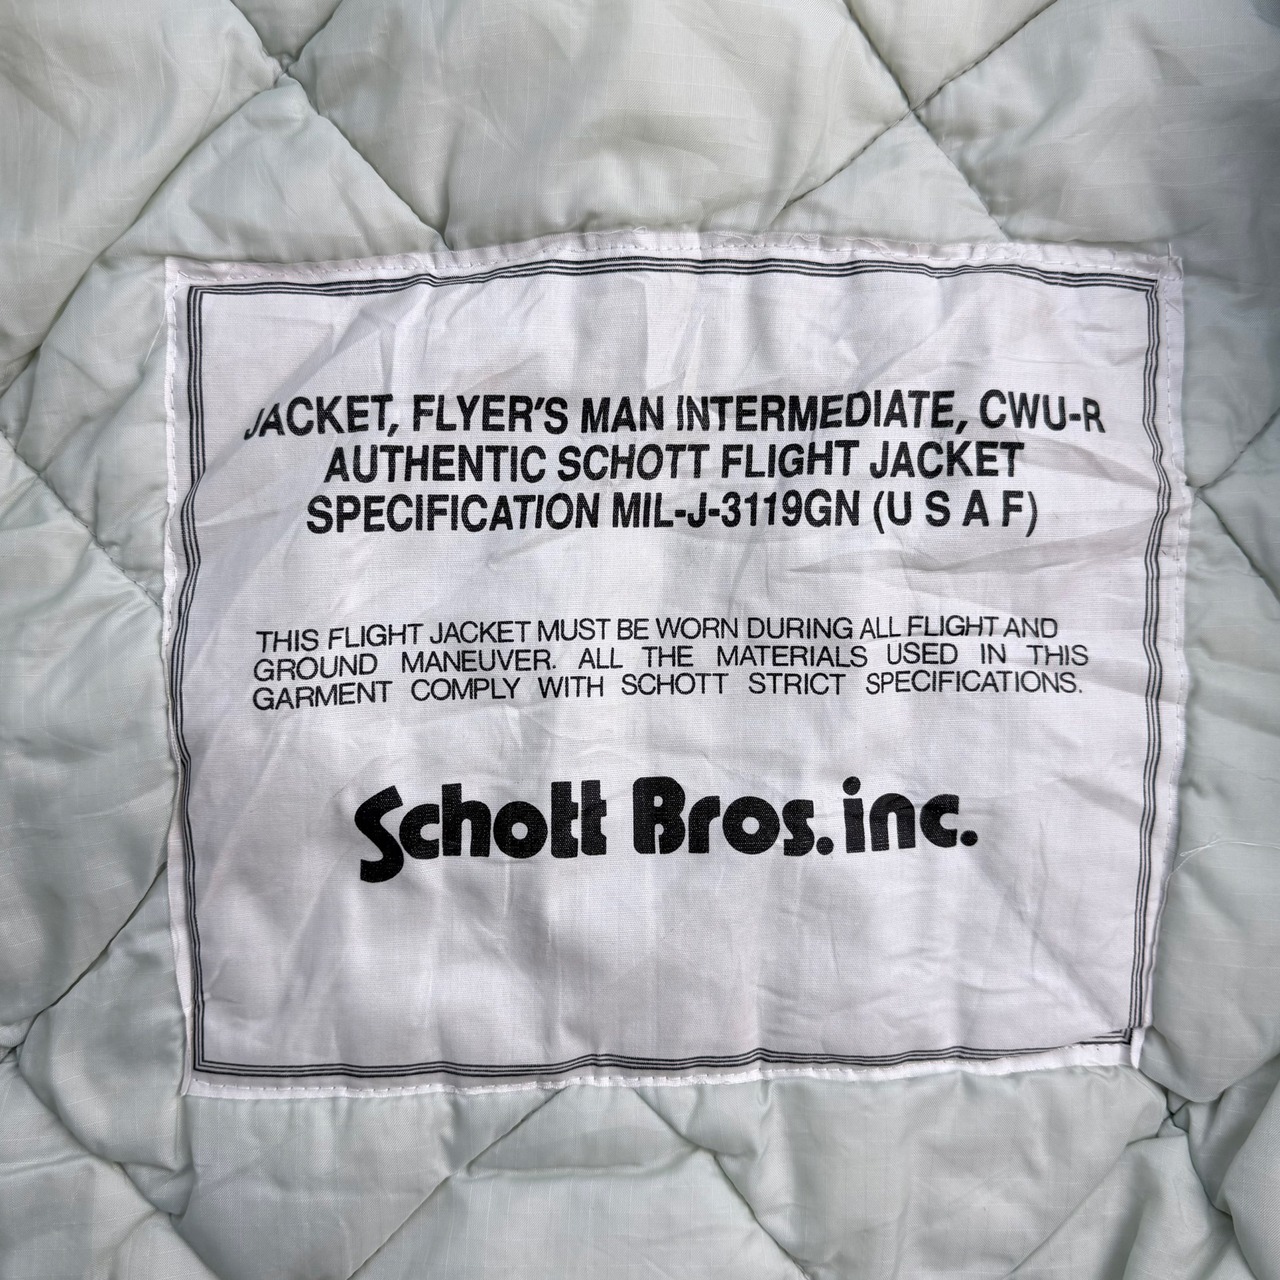 JACKET, FLYER'S MAN INTERMEDIATE, CWU-R
AUTHENTIC SCHOTT FLIGHT JACKET
SPECIFICATION MIL-J-3119GN (U S A F)
THIS FLIGHT JACKET MUST BE WORN DURING ALL FLIGHT AND
GROUND MANEUVER. ALL THE MATERIALS USED IN THIS
GARMENT COMPLY WITH SCHOTT STRICT SPECIFICATIONS.
Schott Bros. inc.